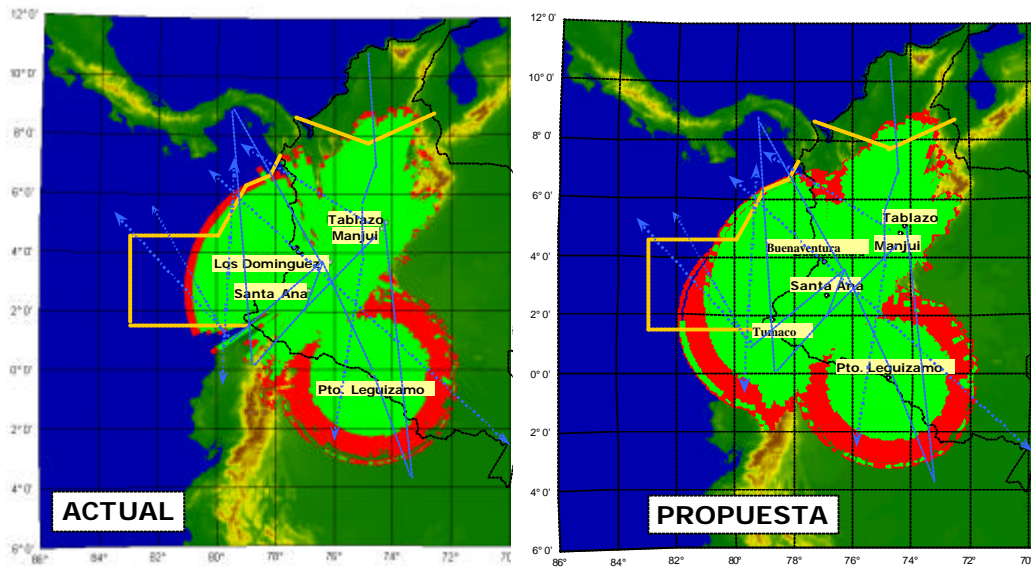 12° 0'
10° 0'
8° 0'
6° 0'
4° 0'
2° 0'
0° 0'
2° 0'
4° 0'
6° 0'
86°
84°
82°
80°
78°
76°
74°
72°
70
Tablazo
Manjui
Los Dominguez
Santa Ana
Pto. Leguizamo
ACTUAL
12° 0'
10° 0'
8° 0'
6° 0'
4° 0'
2° 0'
0° 0'
2° 0'
4° 0'
6° 0'
86°
84°
82°
80°
78°
76°
74°
72°
70°
Tablazo
Buenaventura
Manjui
Santa Ana
Tumaco
Pto. Leguizamo
PROPUESTA